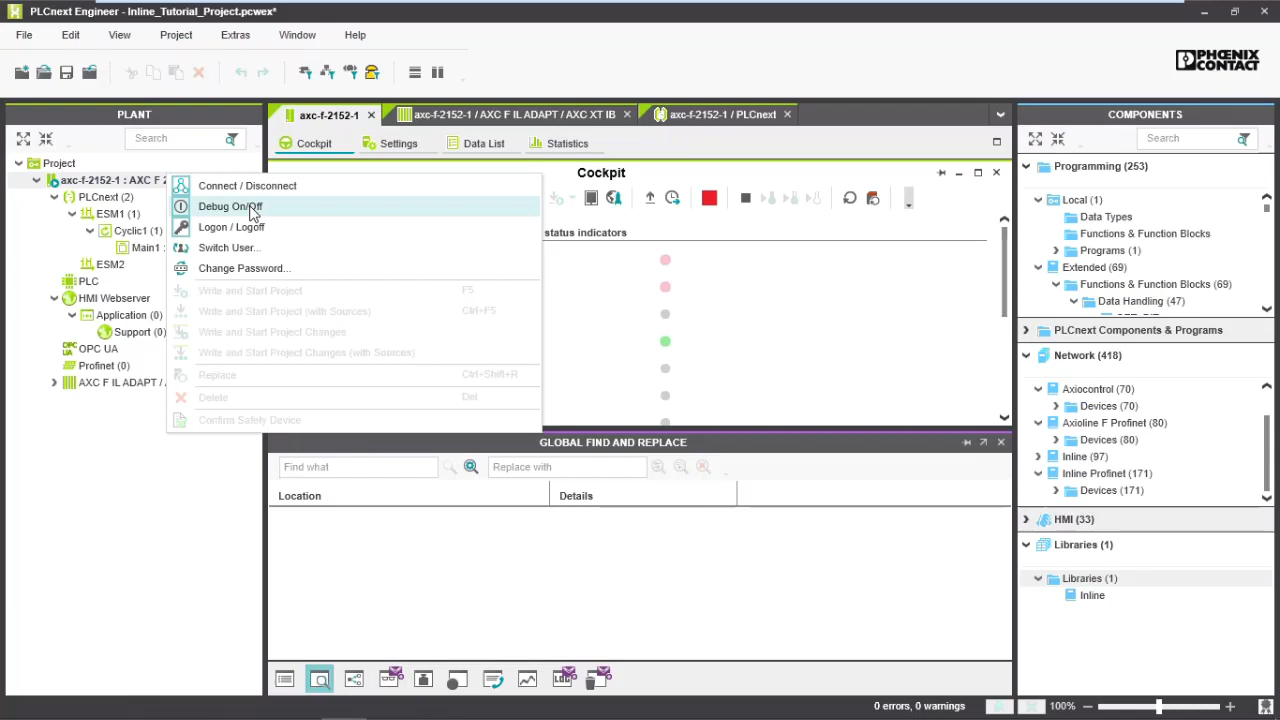 PLCnext Engineer - Inline_Tutorial_Project.pcwex*
File Edit View Project Extras Window Help
PHŒNIX CONTACT
PLANT
Search
Project
axc-f-2152-1 : AXC F 2
PLCnext (2)
ESM1 (1)
Cyclic1 (1)
Main1 :
ESM2
PLC
HMI Webserver
Application (0)
Support (0)
OPC UA
Profinet (0)
AXC F IL ADAPT /
Connect / Disconnect
Debug On/Off
Logon / Logoff
Switch User...
Change Password...
Write and Start Project F5
Write and Start Project (with Sources) Ctrl+F5
Write and Start Project Changes
Write and Start Project Changes (with Sources)
Replace Ctrl+Shift+R
Delete Del
Confirm Safety Device
axc-f-2152-1
axc-f-2152-1 / AXC F IL ADAPT / AXC XT IB
axc-f-2152-1 / PLCnext
Cockpit Settings Data List Statistics
Cockpit
status indicators
GLOBAL FIND AND REPLACE
Find what
Replace with
Location Details
LOG
COMPONENTS
Search
Programming (253)
Local (1)
Data Types
Functions & Function Blocks
Programs (1)
Extended (69)
Functions & Function Blocks (69)
Data Handling (47)
PLCnext Components & Programs
Network (418)
Axiocontrol (70)
Devices (70)
Axioline F Profinet (80)
Devices (80)
Inline (97)
Inline Profinet (171)
Devices (171)
HMI (33)
Libraries (1)
Libraries (1)
Inline
0 errors, 0 warnings
100%